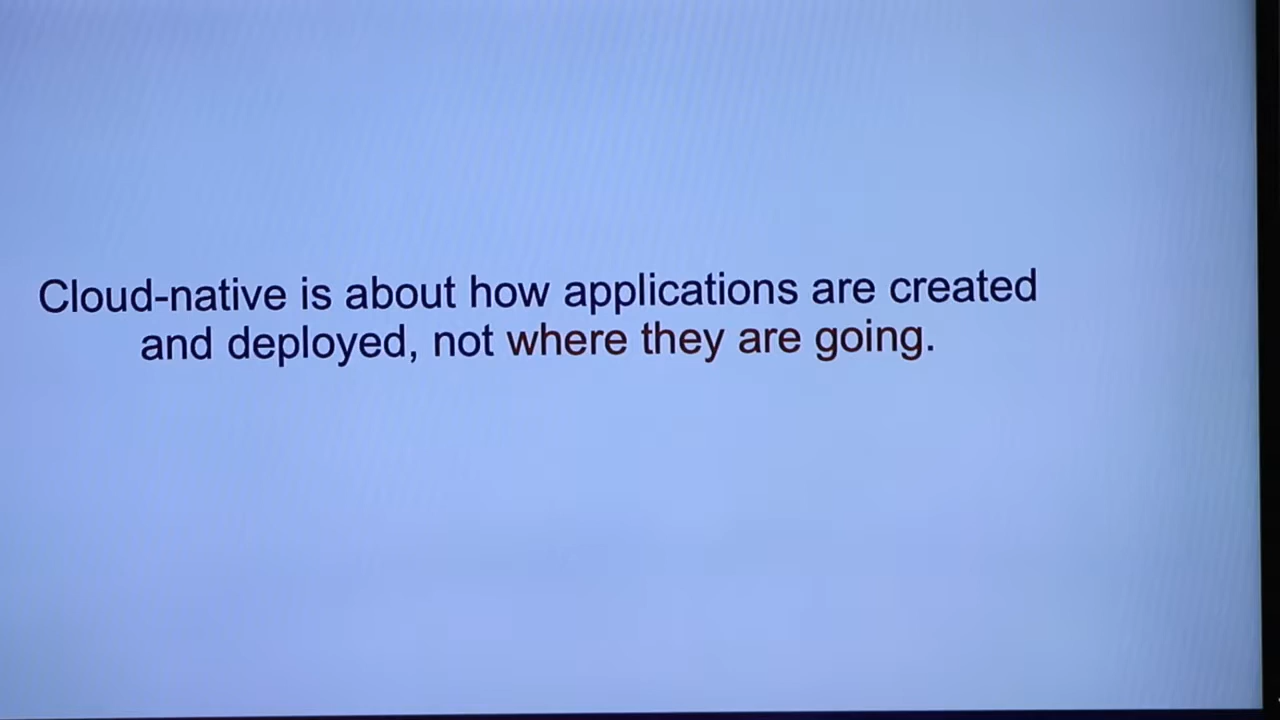 Cloud-native is about how applications are created
and deployed, not where they are going.